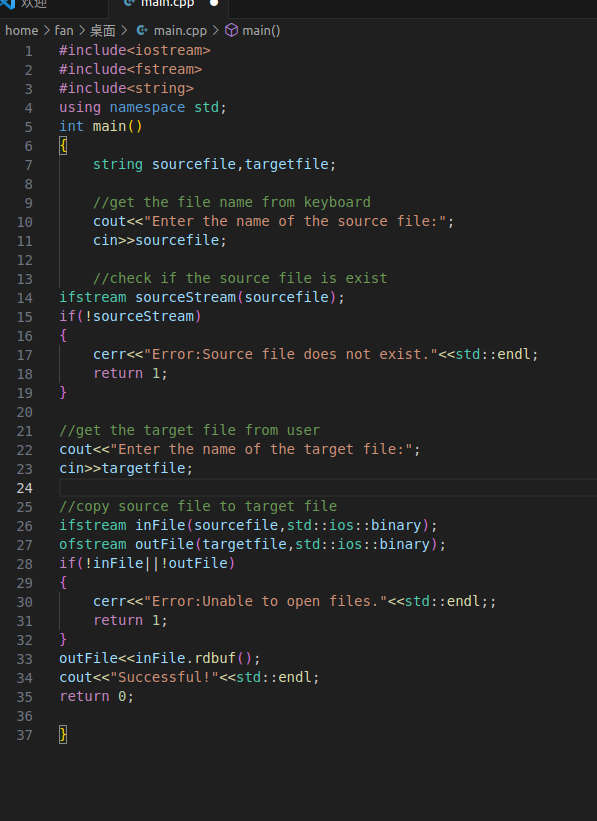 欢迎
main.cpp
home > fan > 桌面 > main.cpp > main()
1 #include<iostream>
2 #include<fstream>
3 #include<string>
4 using namespace std;
5 int main()
6 {
7 string sourcefile,targetfile;
8
9 //get the file name from keyboard
10 cout<<"Enter the name of the source file:";
11 cin>>sourcefile;
12
13 //check if the source file is exist
14 ifstream sourceStream(sourcefile);
15 if(!sourceStream)
16 {
17 cerr<<"Error:Source file does not exist."<<std::endl;
18 return 1;
19 }
20
21 //get the target file from user
22 cout<<"Enter the name of the target file:";
23 cin>>targetfile;
24
25 //copy source file to target file
26 ifstream inFile(sourcefile,std::ios::binary);
27 ofstream outFile(targetfile,std::ios::binary);
28 if(!inFile||!outFile)
29 {
30 cerr<<"Error:Unable to open files."<<std::endl;;
31 return 1;
32 }
33 outFile<<inFile.rdbuf();
34 cout<<"Successful!"<<std::endl;
35 return 0;
36
37 }